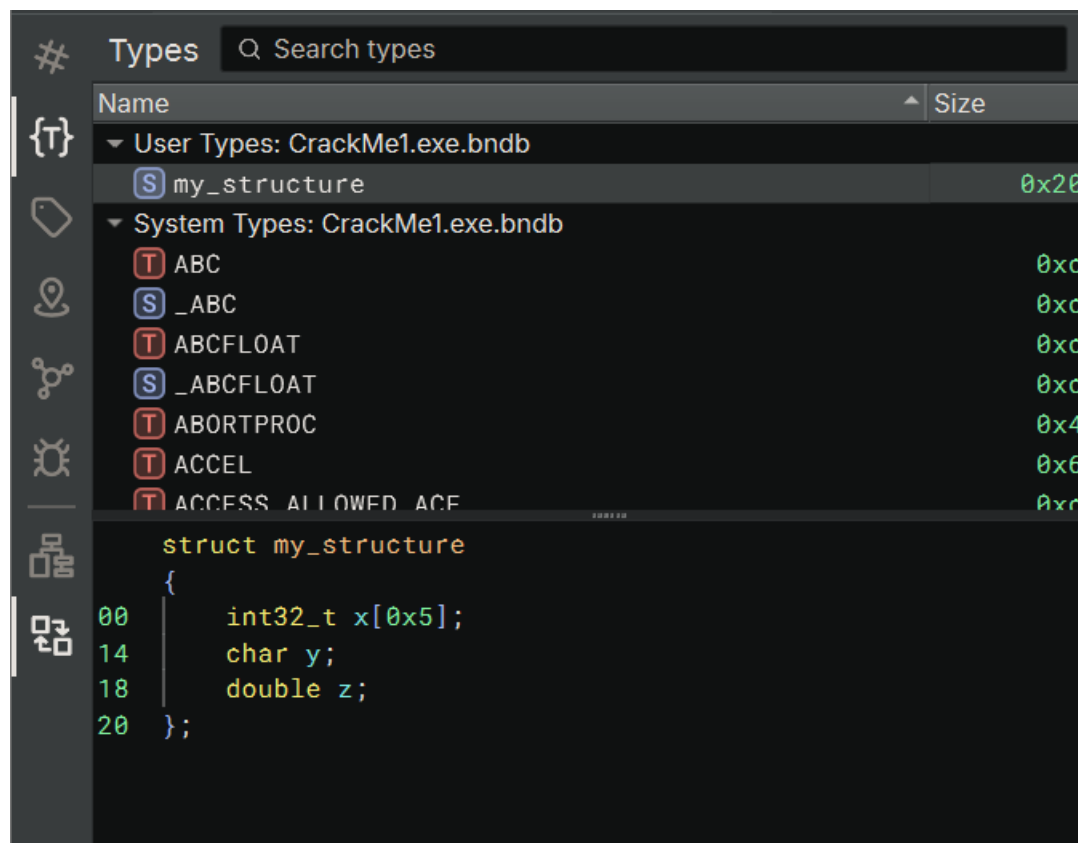 Types Search types
Name Size
User Types: CrackMe1.exe.bndb
S my_structure 0x20
System Types: CrackMe1.exe.bndb
T ABC
S _ABC
T ABCFLOAT
S _ABCFLOAT
T ABORTPROC 0x4
T ACCEL 0x6
T ACCESS_ALLOWED_ACE
struct my_structure
{
00 int32_t x[0x5];
14 char y;
18 double z;
20 };